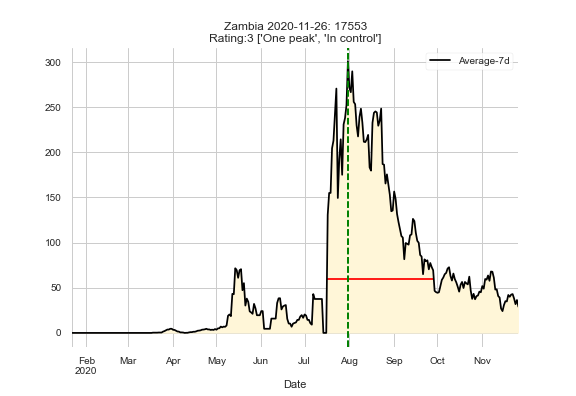 Zambia 2020-11-26: 17553
Rating:3 ['One peak', 'In control']
Average-7d
300
250
200
150
100
50
0
Feb Mar Apr May Jun Jul Aug Sep Oct Nov
2020
Date